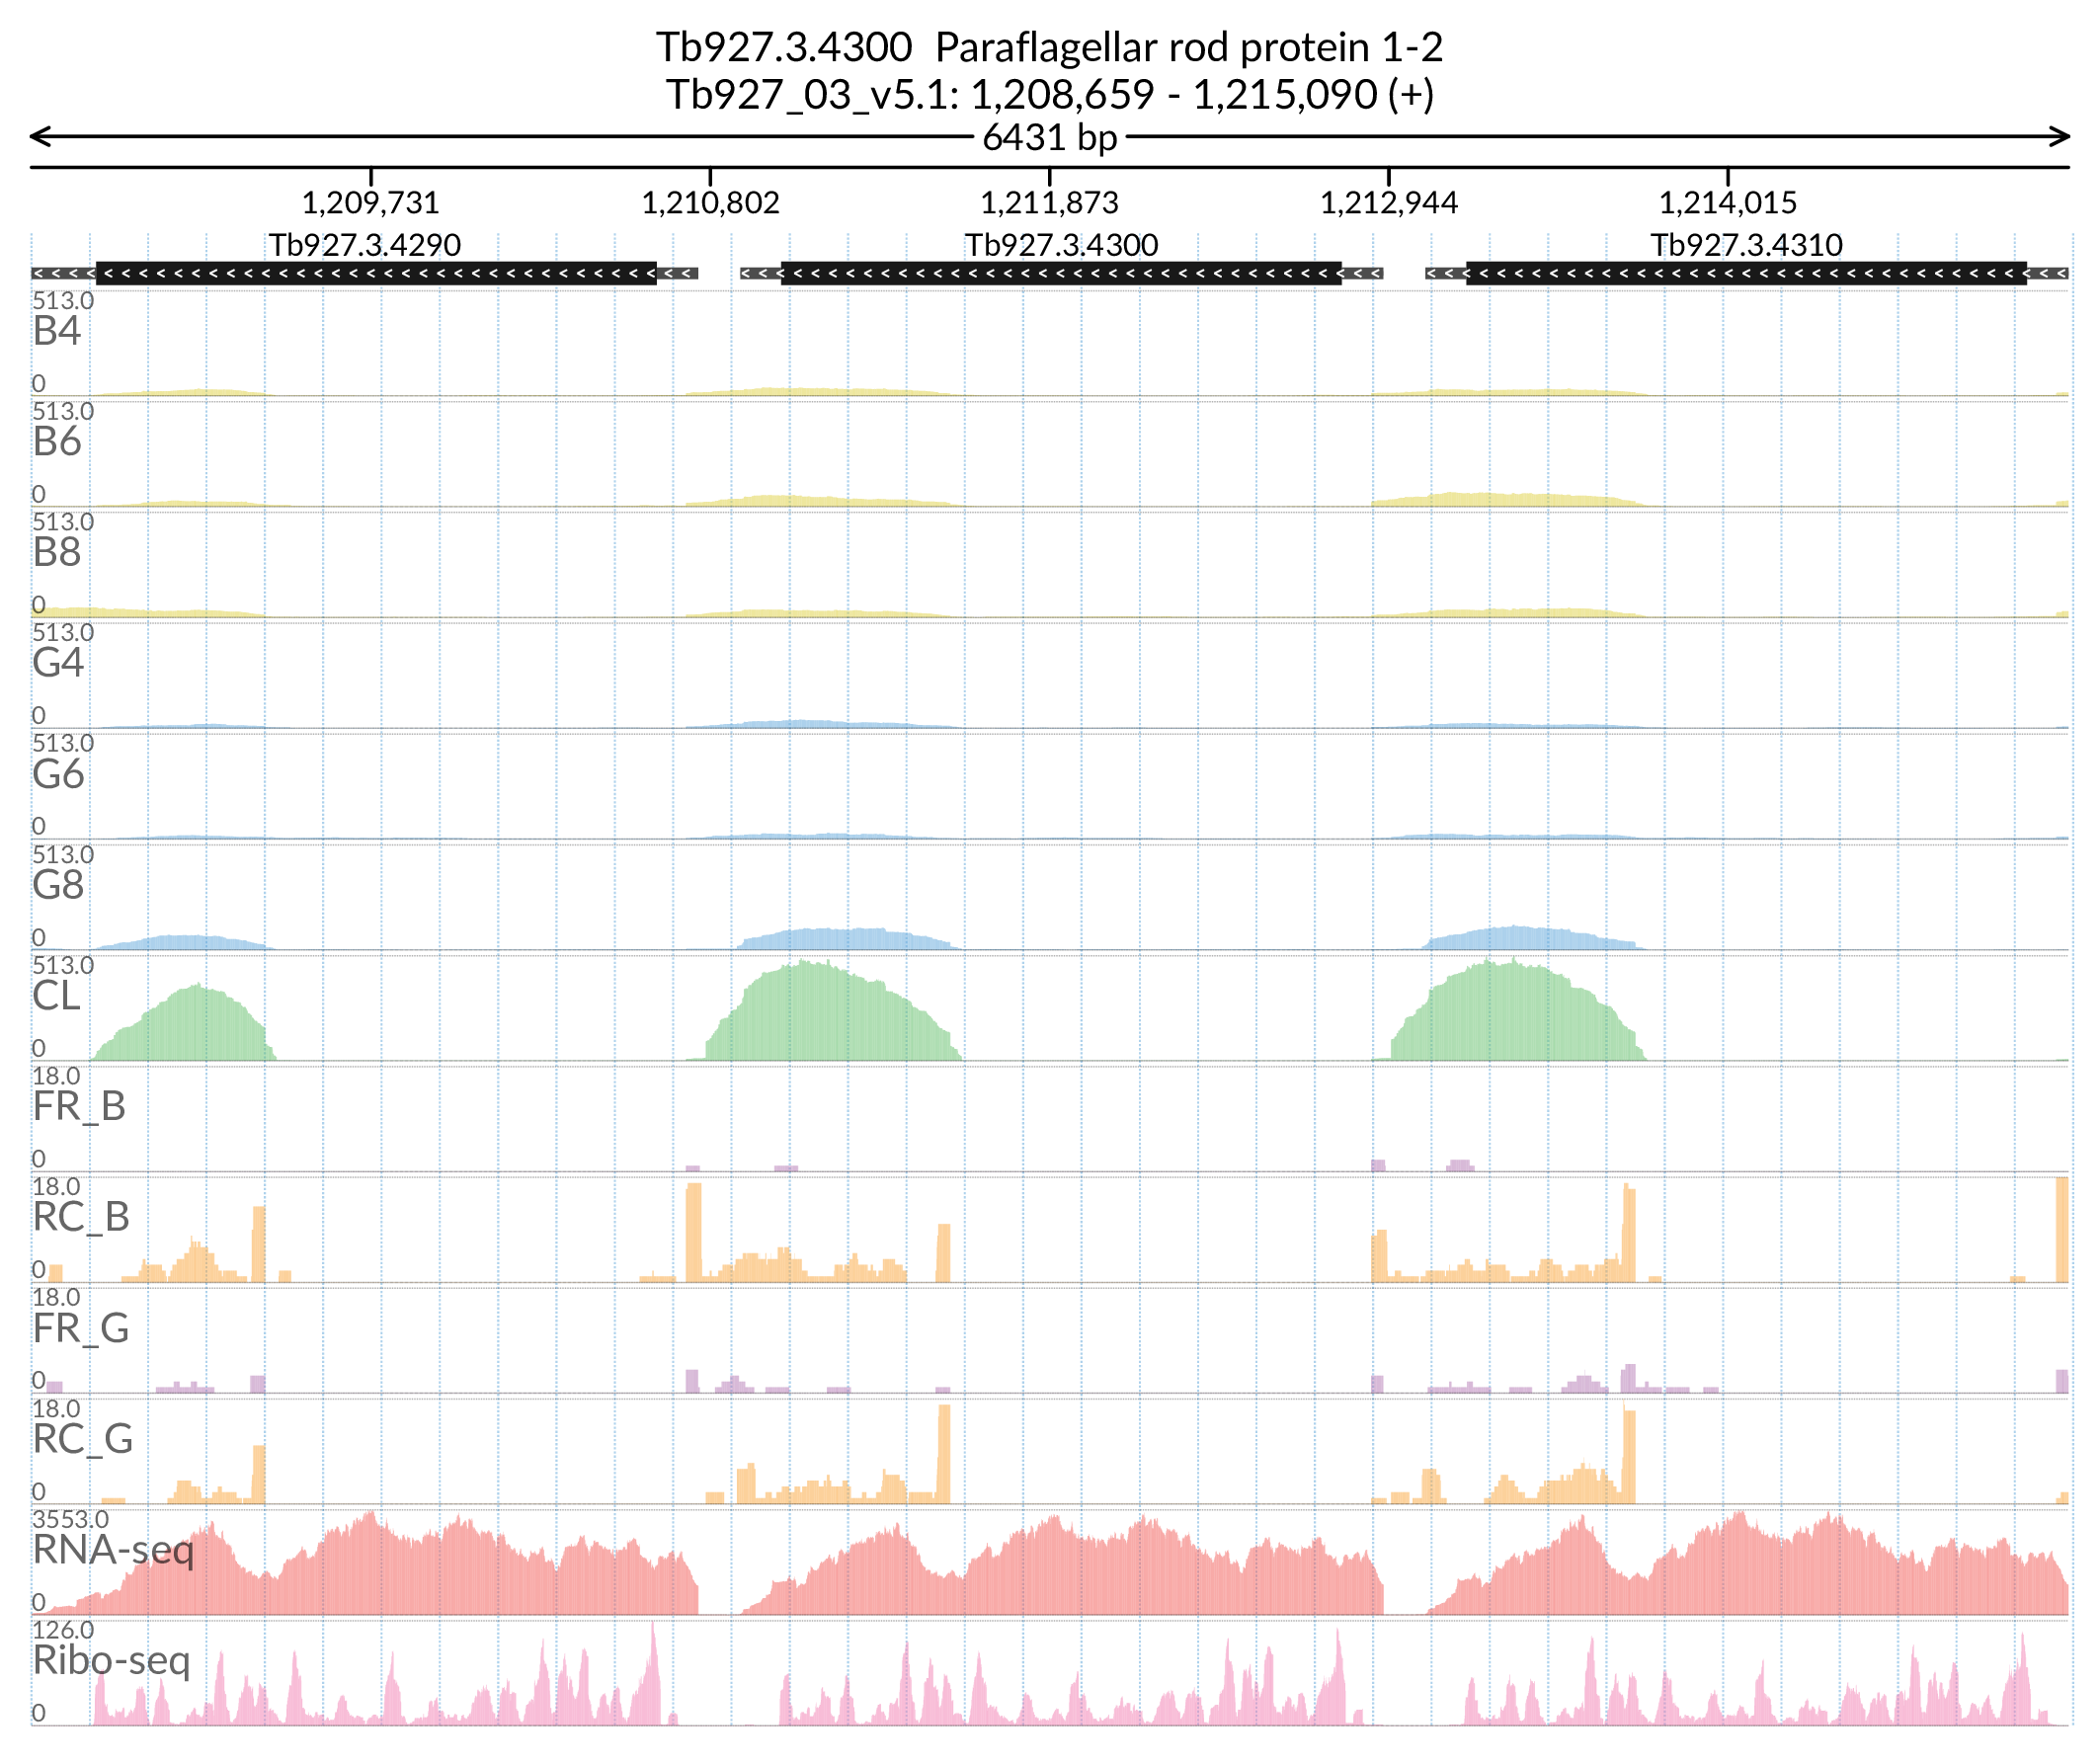 Tb927.3.4300 Paraflagellar rod protein 1-2
Tb927_03_v5.1: 1,208,659 - 1,215,090 (+)
6431 bp
1,209,731 1,210,802 1,211,873 1,212,944 1,214,015
Tb927.3.4290 Tb927.3.4300 Tb927.3.4310
513.0
B4
0
513.0
B6
0
513.0
B8
0
513.0
G4
0
513.0
G6
0
513.0
G8
0
513.0
CL
0
18.0
FR_B
0
18.0
RC_B
0
18.0
FR_G
0
18.0
RC_G
0
3553.0
RNA-seq
0
126.0
Ribo-seq
0